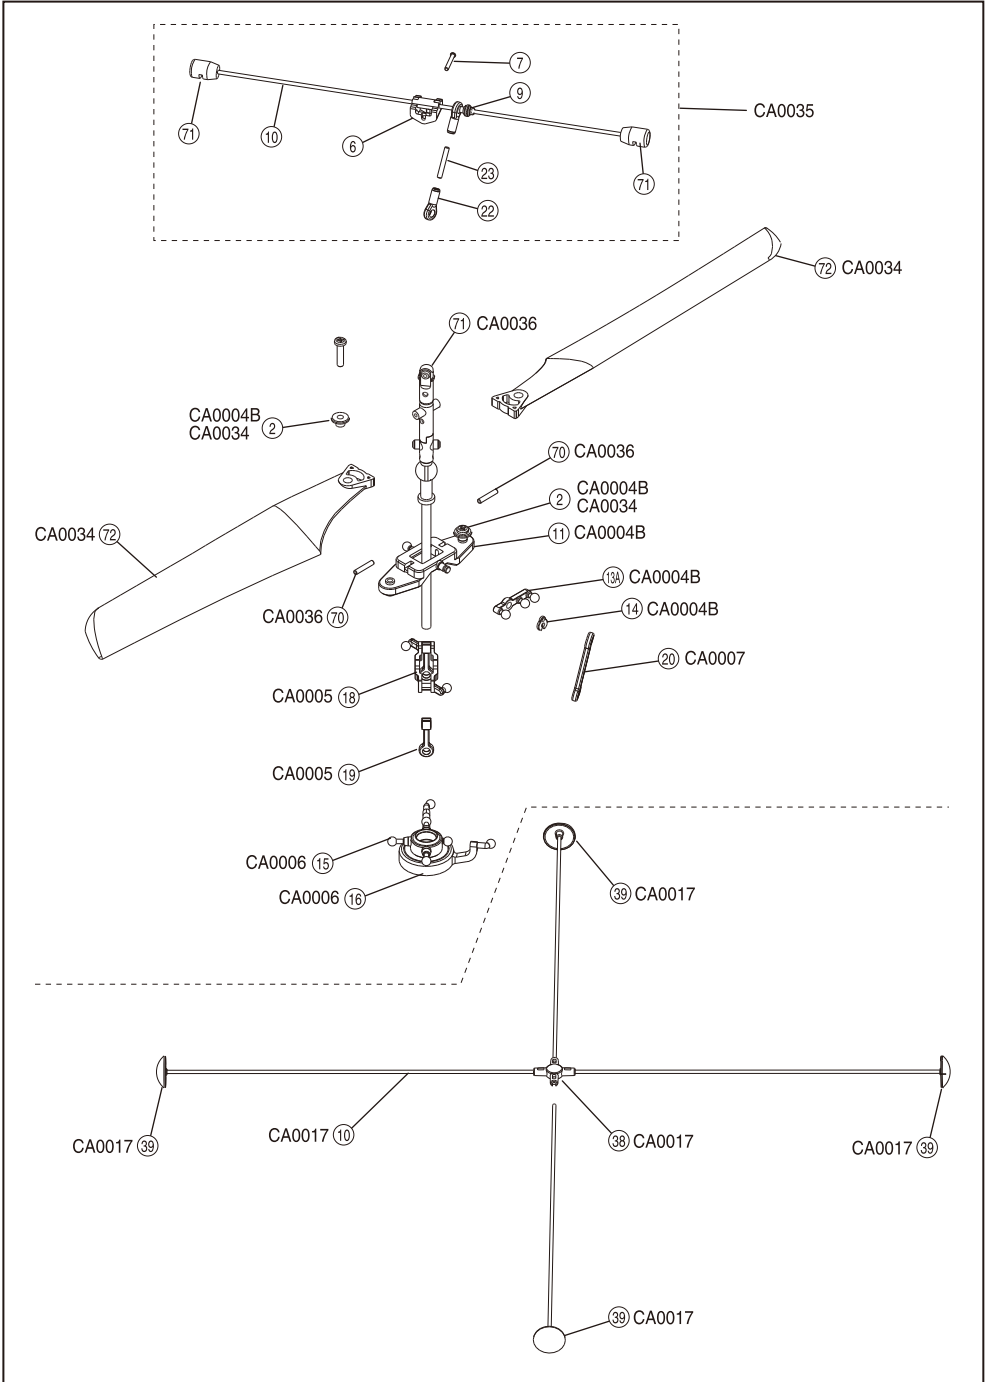 7
9
CA0035
71
10
6
23
71
22
72 CA0034
71 CA0036
CA0004B
CA0034 2
70 CA0036
2 CA0004B
CA0034
CA0034 72
11 CA0004B
13A CA0004B
CA0036 70
14 CA0004B
20 CA0007
CA0005 18
CA0005 19
CA0006 15
CA0006 16
39 CA0017
CA0017 10
38 CA0017
CA0017 39
CA0017 39
39 CA0017